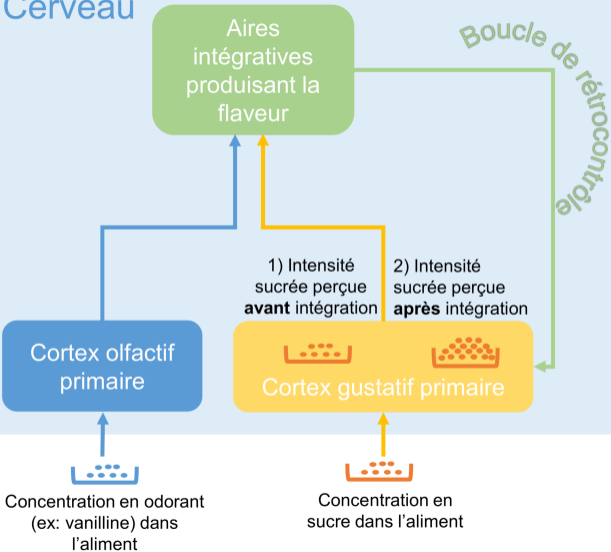 Cerveau
Aires
intégratives
produisant la
flaveur
Boucle de rétrocontrôle
1) Intensité
sucrée perçue
avant intégration
2) Intensité
sucrée perçue
après intégration
Cortex olfactif
primaire
Cortex gustatif primaire
Concentration en odorant
(ex: vanilline) dans
l'aliment
Concentration en
sucre dans l'aliment